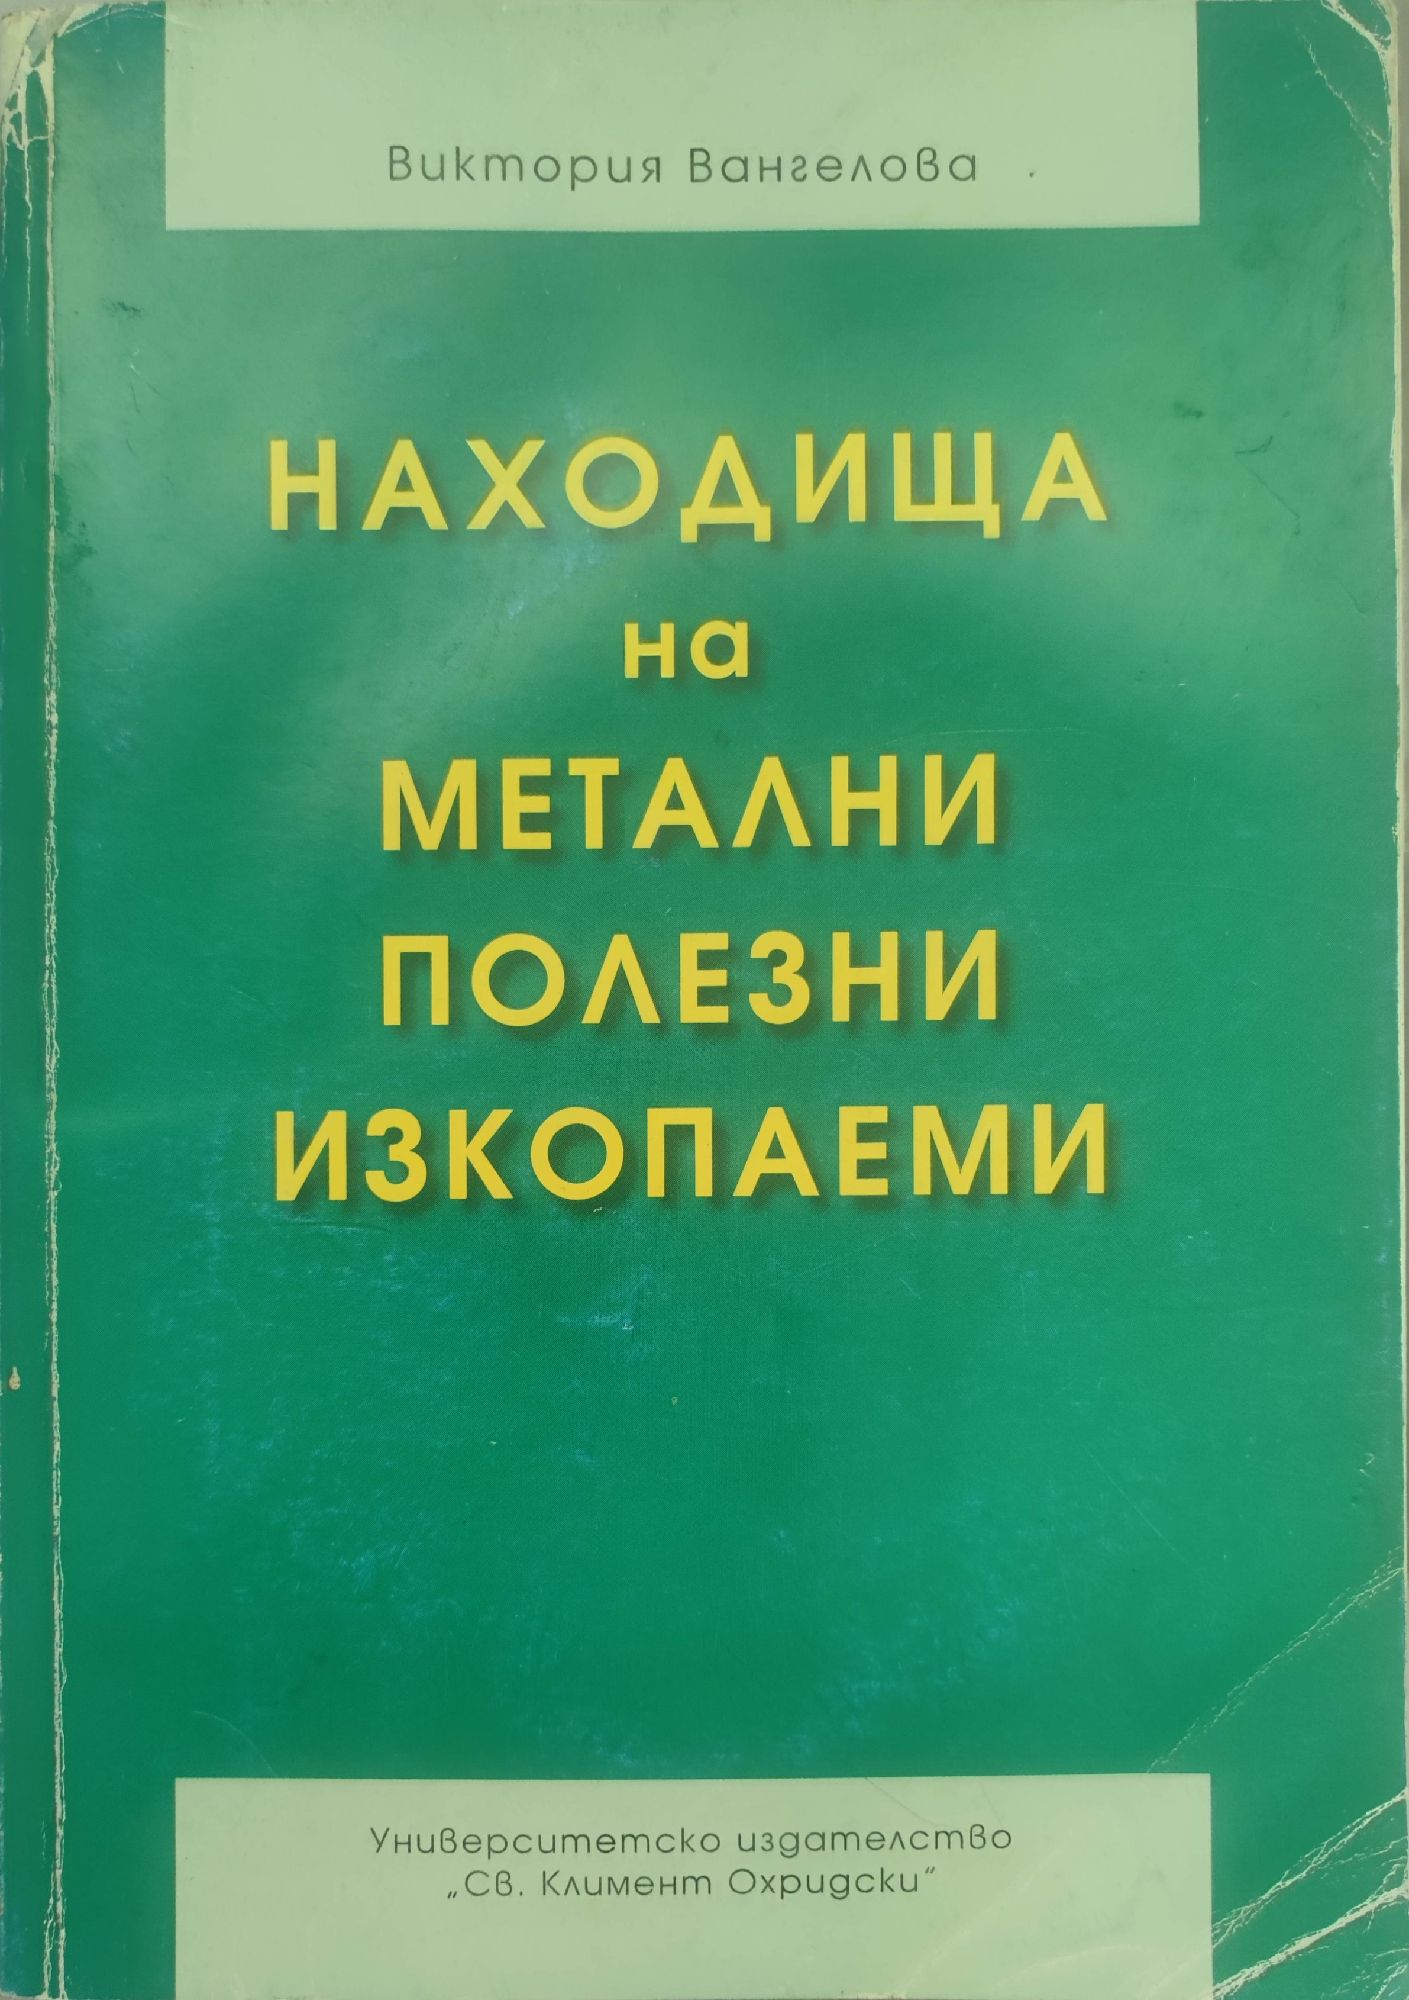 Виктория Вангелова
НАХОДИЩА
на
МЕТАЛНИ
ПОЛЕЗНИ
ИЗКОПАЕМИ
Университетско издателство
„Св. Климент Охридски“